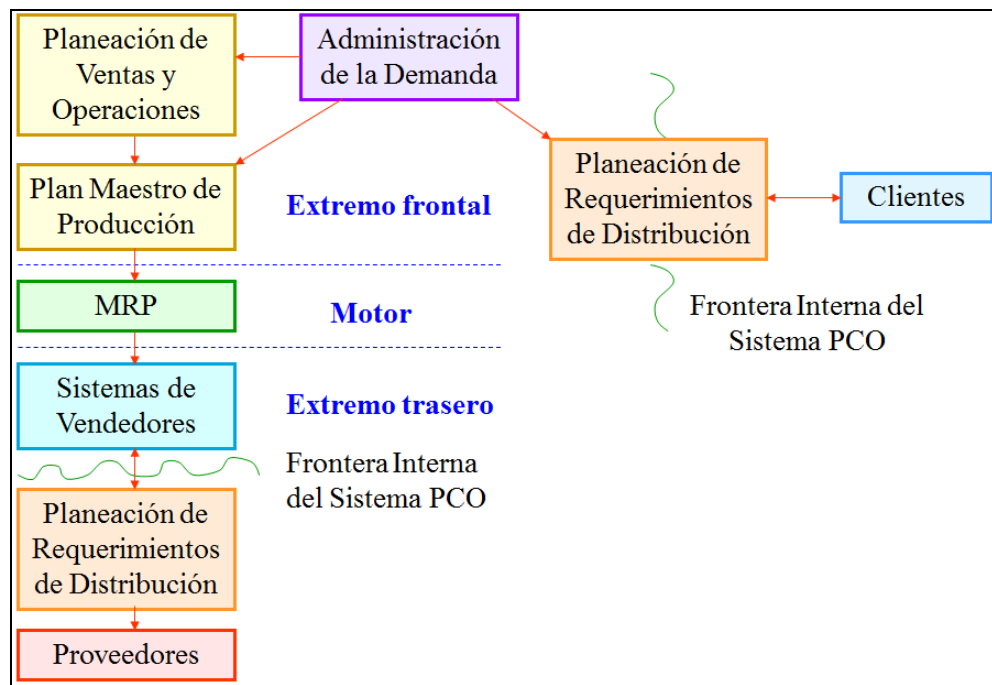 Planeación de
Ventas y
Operaciones
Administración
de la Demanda
Plan Maestro de
Producción
Extremo frontal
Planeación de
Requerimientos
de Distribución
Clientes
MRP
Motor
Frontera Interna del
Sistema PCO
Sistemas de
Vendedores
Extremo trasero
Frontera Interna
del Sistema PCO
Planeación de
Requerimientos
de Distribución
Proveedores